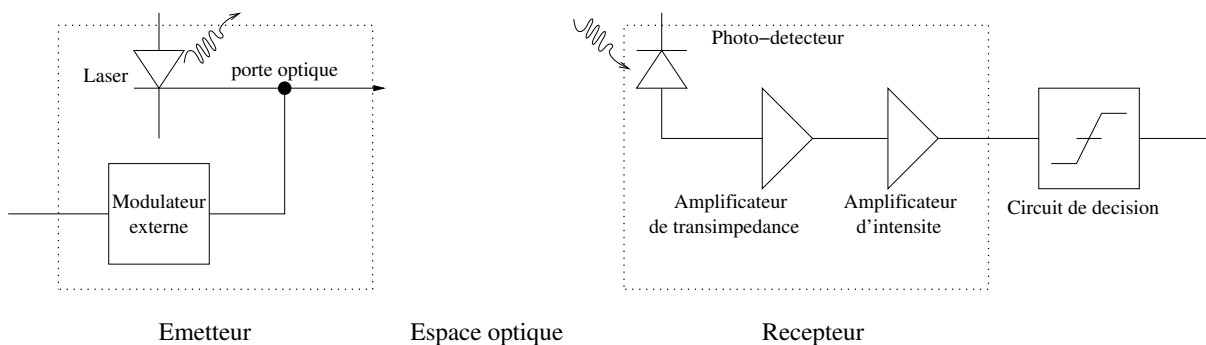 Laser
porte optique
Modulateur
externe
Photo−detecteur
Amplificateur
de transimpedance
Amplificateur
d'intensite
Circuit de decision
Emetteur
Espace optique
Recepteur